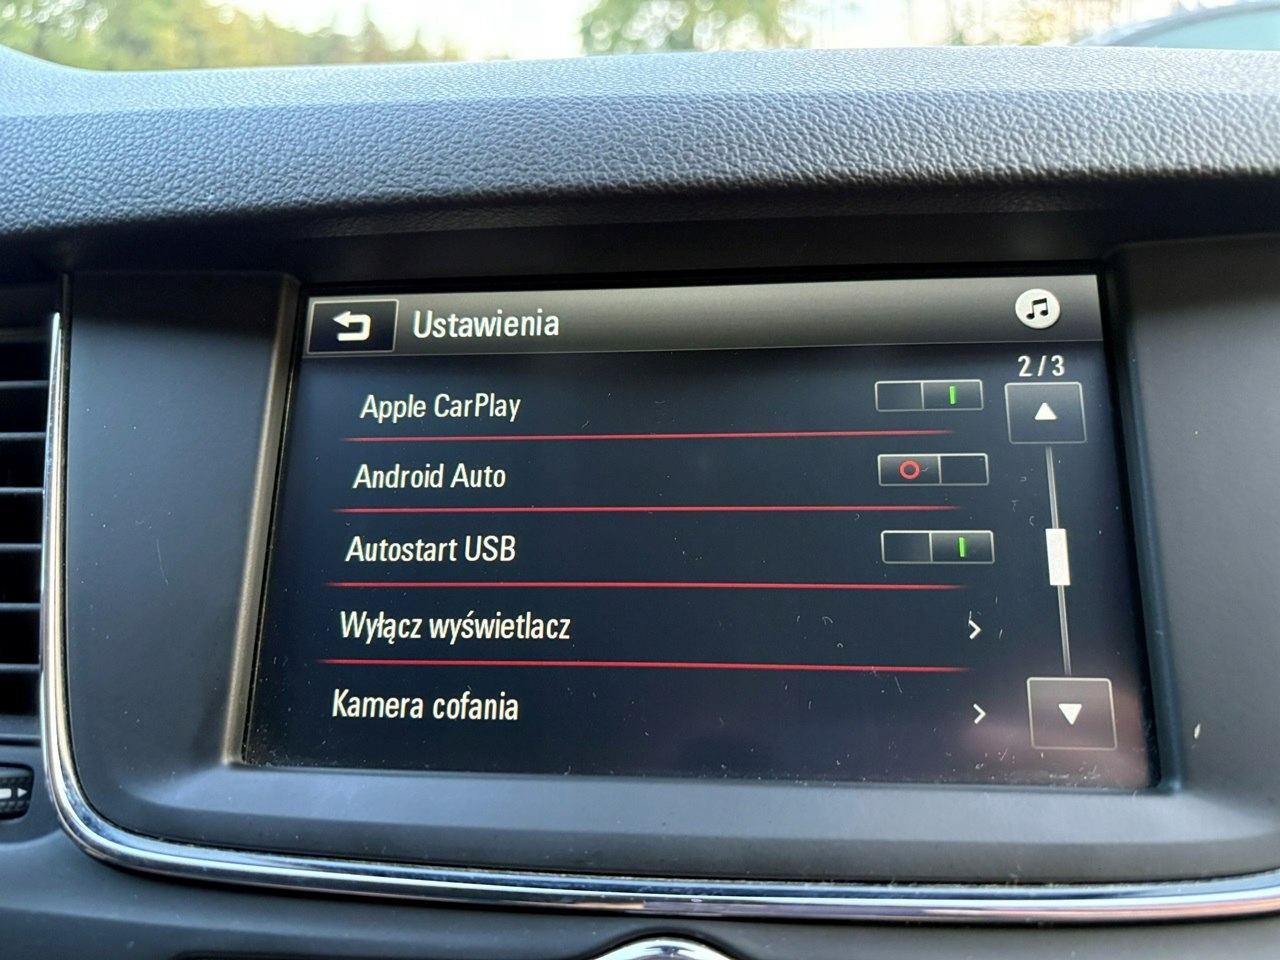 Ustawienia
2/3
Apple CarPlay
Android Auto
Autostart USB
Wyłącz wyświetlacz
Kamera cofania